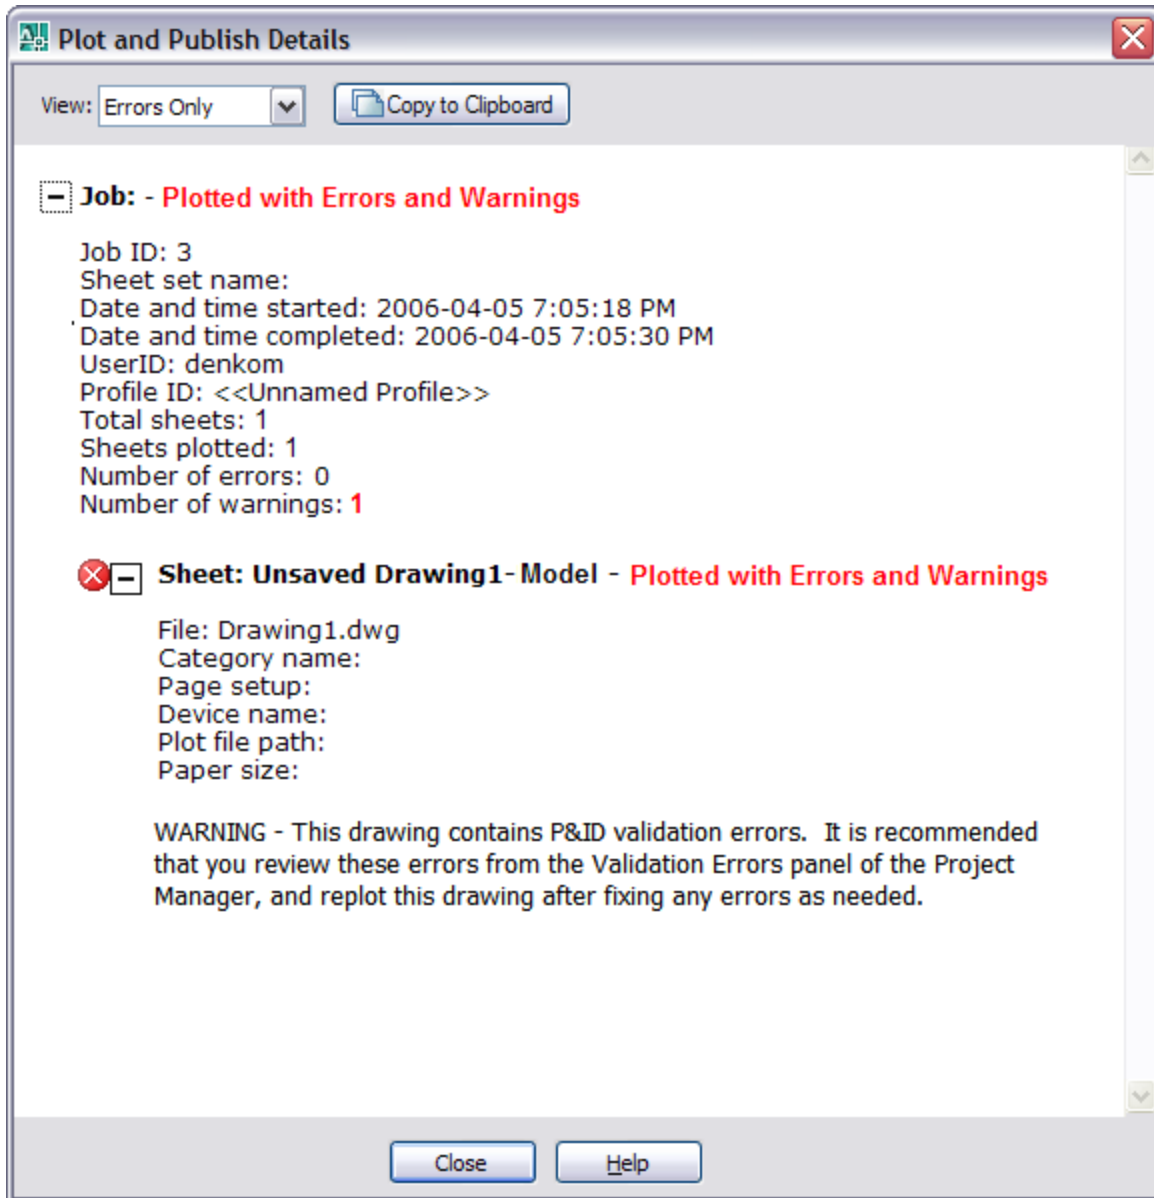 Plot and Publish Details
View: Errors Only Copy to Clipboard
Job: - Plotted with Errors and Warnings
Job ID: 3
Sheet set name:
Date and time started: 2006-04-05 7:05:18 PM
Date and time completed: 2006-04-05 7:05:30 PM
UserID: denkom
Profile ID: <<Unnamed Profile>>
Total sheets: 1
Sheets plotted: 1
Number of errors: 0
Number of warnings: 1
Sheet: Unsaved Drawing1- Model - Plotted with Errors and Warnings
File: Drawing1.dwg
Category name:
Page setup:
Device name:
Plot file path:
Paper size:
WARNING - This drawing contains P&ID validation errors.  It is recommended
that you review these errors from the Validation Errors panel of the Project
Manager, and replot this drawing after fixing any errors as needed.
Close Help